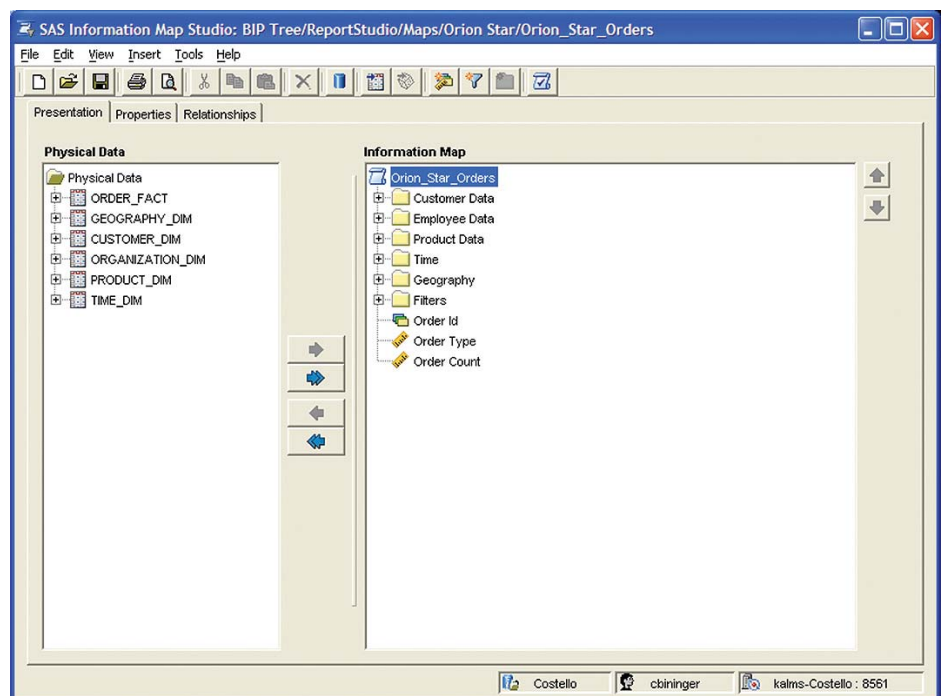 SAS Information Map Studio: BIP Tree/ReportStudio/Maps/Orion Star/Orion_Star_Orders
File Edit View Insert Tools Help
Presentation Properties Relationships
Physical Data
Physical Data
ORDER_FACT
GEOGRAPHY_DIM
CUSTOMER_DIM
ORGANIZATION_DIM
PRODUCT_DIM
TIME_DIM
Information Map
Orion_Star_Orders
Customer Data
Employee Data
Product Data
Time
Geography
Filters
Order Id
Order Type
Order Count
Costello cbininger kalms-Costello : 8561